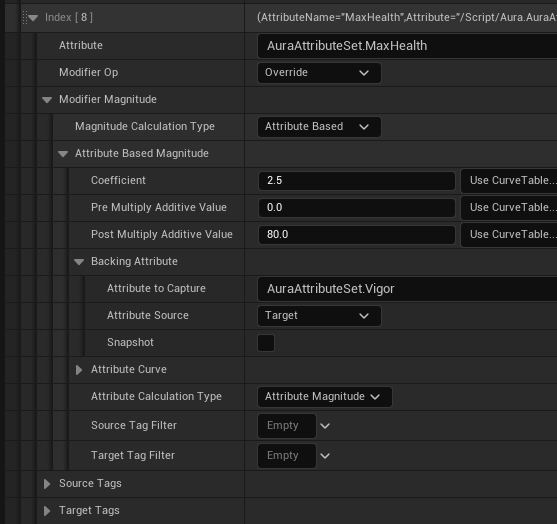 Index [ 8 ] (AttributeName="MaxHealth",Attribute="/Script/Aura.AuraA
Attribute AuraAttributeSet.MaxHealth
Modifier Op Override
Modifier Magnitude
Magnitude Calculation Type Attribute Based
Attribute Based Magnitude
Coefficient 2.5 Use CurveTable...
Pre Multiply Additive Value 0.0 Use CurveTable...
Post Multiply Additive Value 80.0 Use CurveTable...
Backing Attribute
Attribute to Capture AuraAttributeSet.Vigor
Attribute Source Target
Snapshot
Attribute Curve
Attribute Calculation Type Attribute Magnitude
Source Tag Filter Empty
Target Tag Filter Empty
Source Tags
Target Tags